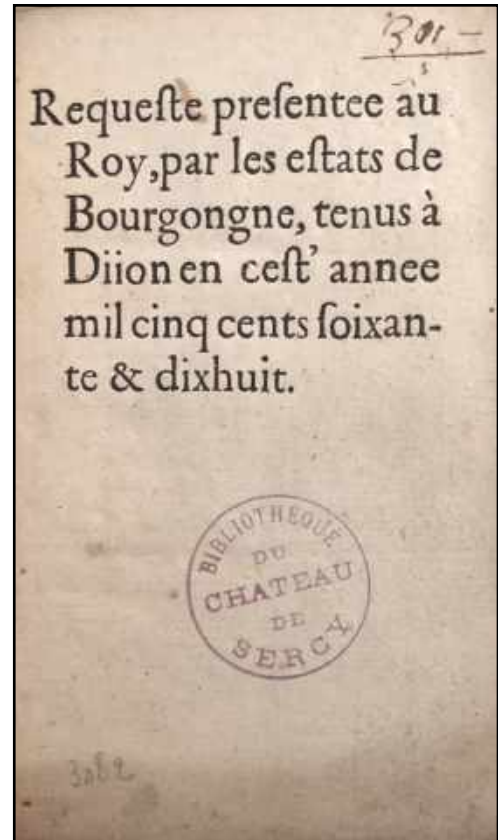 Requeſte preſentee au
Roy, par les eſtats de
Bourgongne, tenus à
Diion en ceſt' annee
mil cinq cents ſoixan-
te & dixhuit.
BIBLIOTHEQUE
DU
CHATEAU
DE
SERCY
3082